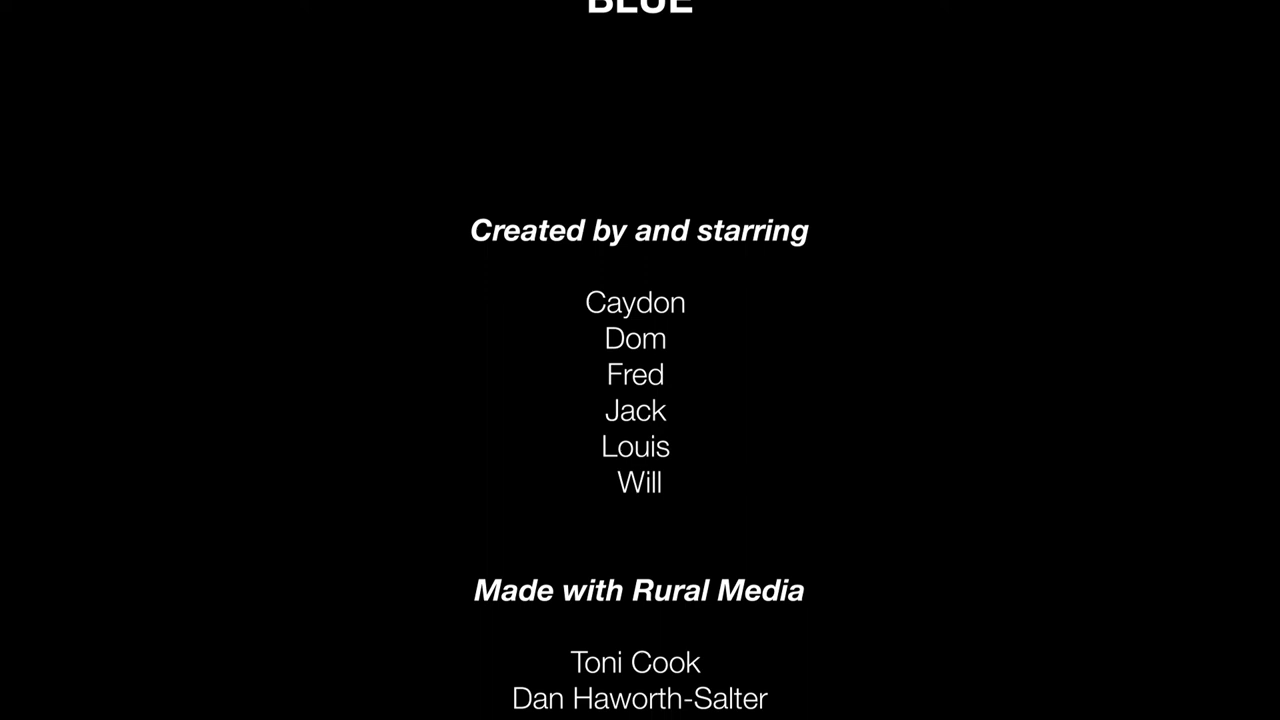 BLUE
Created by and starring
Caydon
Dom
Fred
Jack
Louis
Will
Made with Rural Media
Toni Cook
Dan Haworth-Salter